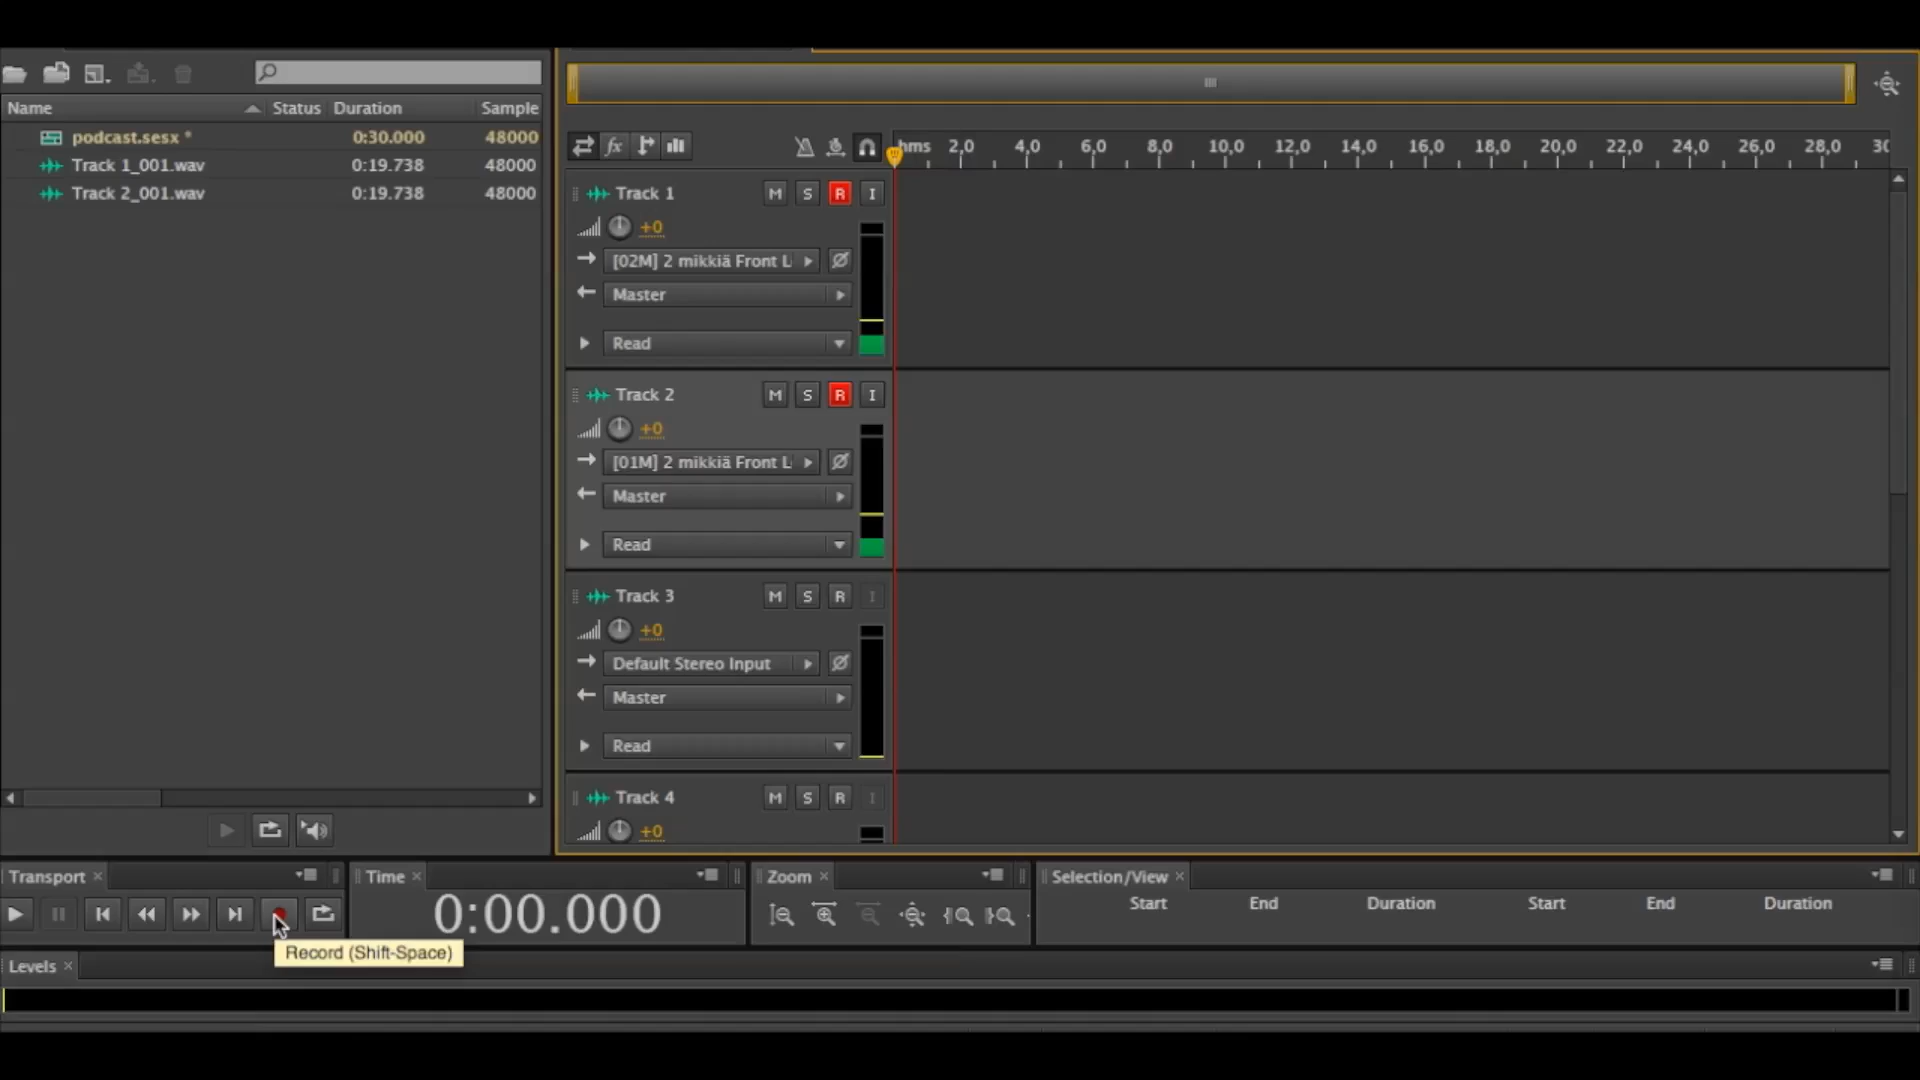 Name Status Duration Sample
podcast.sesx * 0:30.000 48000
Track 1_001.wav 0:19.738 48000
Track 2_001.wav 0:19.738 48000
fx
hms 2,0 4,0 6,0 8,0 10,0 12,0 14,0 16,0 18,0 20,0 22,0 24,0 26,0 28,0
Track 1 M S R I
+0
[02M] 2 mikkiä Front L
Master
Read
Track 2 M S R I
+0
[01M] 2 mikkiä Front L
Master
Read
Track 3 M S R I
+0
Default Stereo Input
Master
Read
Track 4 M S R I
+0
Transport × Time × Zoom × Selection/View ×
0:00.000
Start End Duration Start End Duration
Record (Shift-Space)
Levels ×